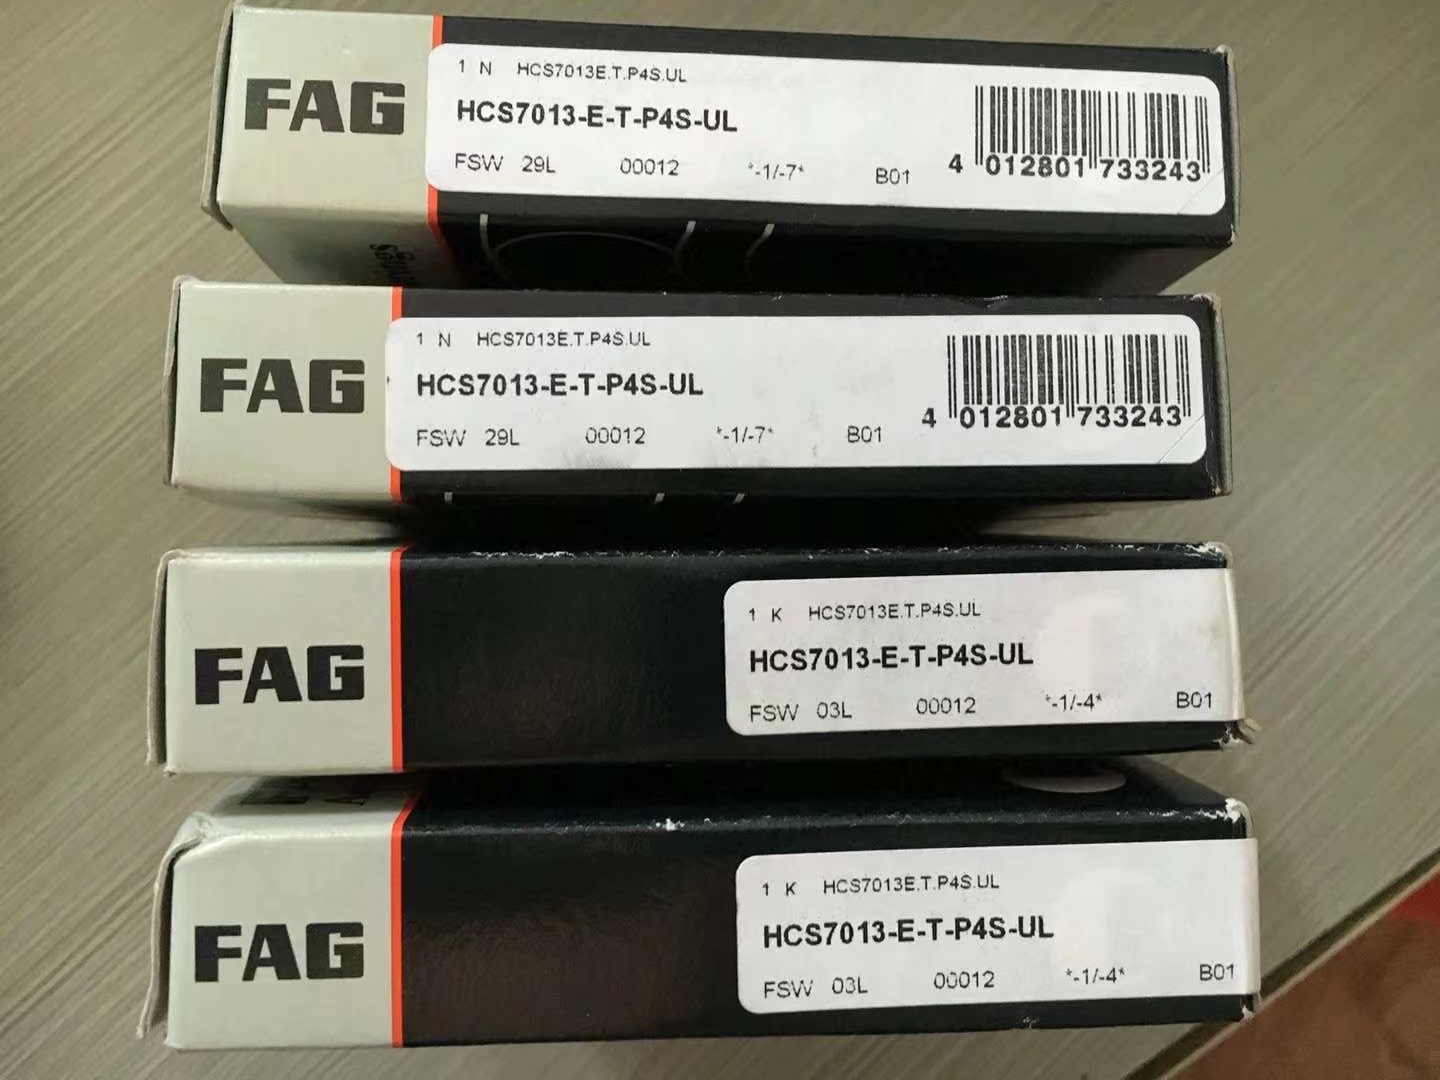 FAG
1 N HCS7013E.T.P4S.UL
HCS7013-E-T-P4S-UL
FSW 29L 00012 *-1/-7* B01
4 012801 733243
FAG
1 N HCS7013E.T.P4S.UL
HCS7013-E-T-P4S-UL
FSW 29L 00012 *-1/-7* B01
4 012801 733243
FAG
1 K HCS7013E.T.P4S.UL
HCS7013-E-T-P4S-UL
FSW 03L 00012 *-1/-4* B01
FAG
1 K HCS7013E.T.P4S.UL
HCS7013-E-T-P4S-UL
FSW 03L 00012 *-1/-4* B01